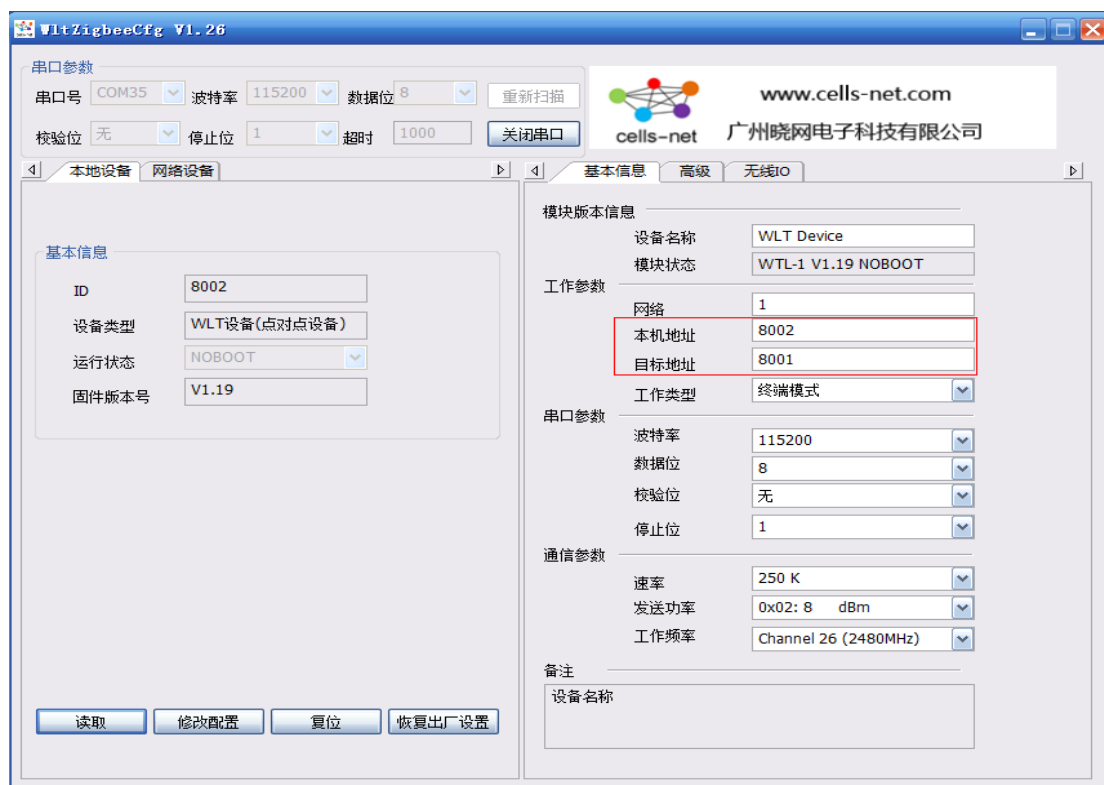 WltZigbeeCfg V1.26
串口参数
串口号 COM35 波特率 115200 数据位 8 重新扫描
校验位 无 停止位 1 超时 1000 关闭串口
cells-net
www.cells-net.com
广州晓网电子科技有限公司
本地设备 网络设备
基本信息
ID 8002
设备类型 WLT设备(点对点设备)
运行状态 NOBOOT
固件版本号 V1.19
读取 修改配置 复位 恢复出厂设置
基本信息 高级 无线IO
模块版本信息
设备名称 WLT Device
模块状态 WTL-1 V1.19 NOBOOT
工作参数
网络 1
本机地址 8002
目标地址 8001
工作类型 终端模式
串口参数
波特率 115200
数据位 8
校验位 无
停止位 1
通信参数
速率 250 K
发送功率 0x02: 8 dBm
工作频率 Channel 26 (2480MHz)
备注
设备名称